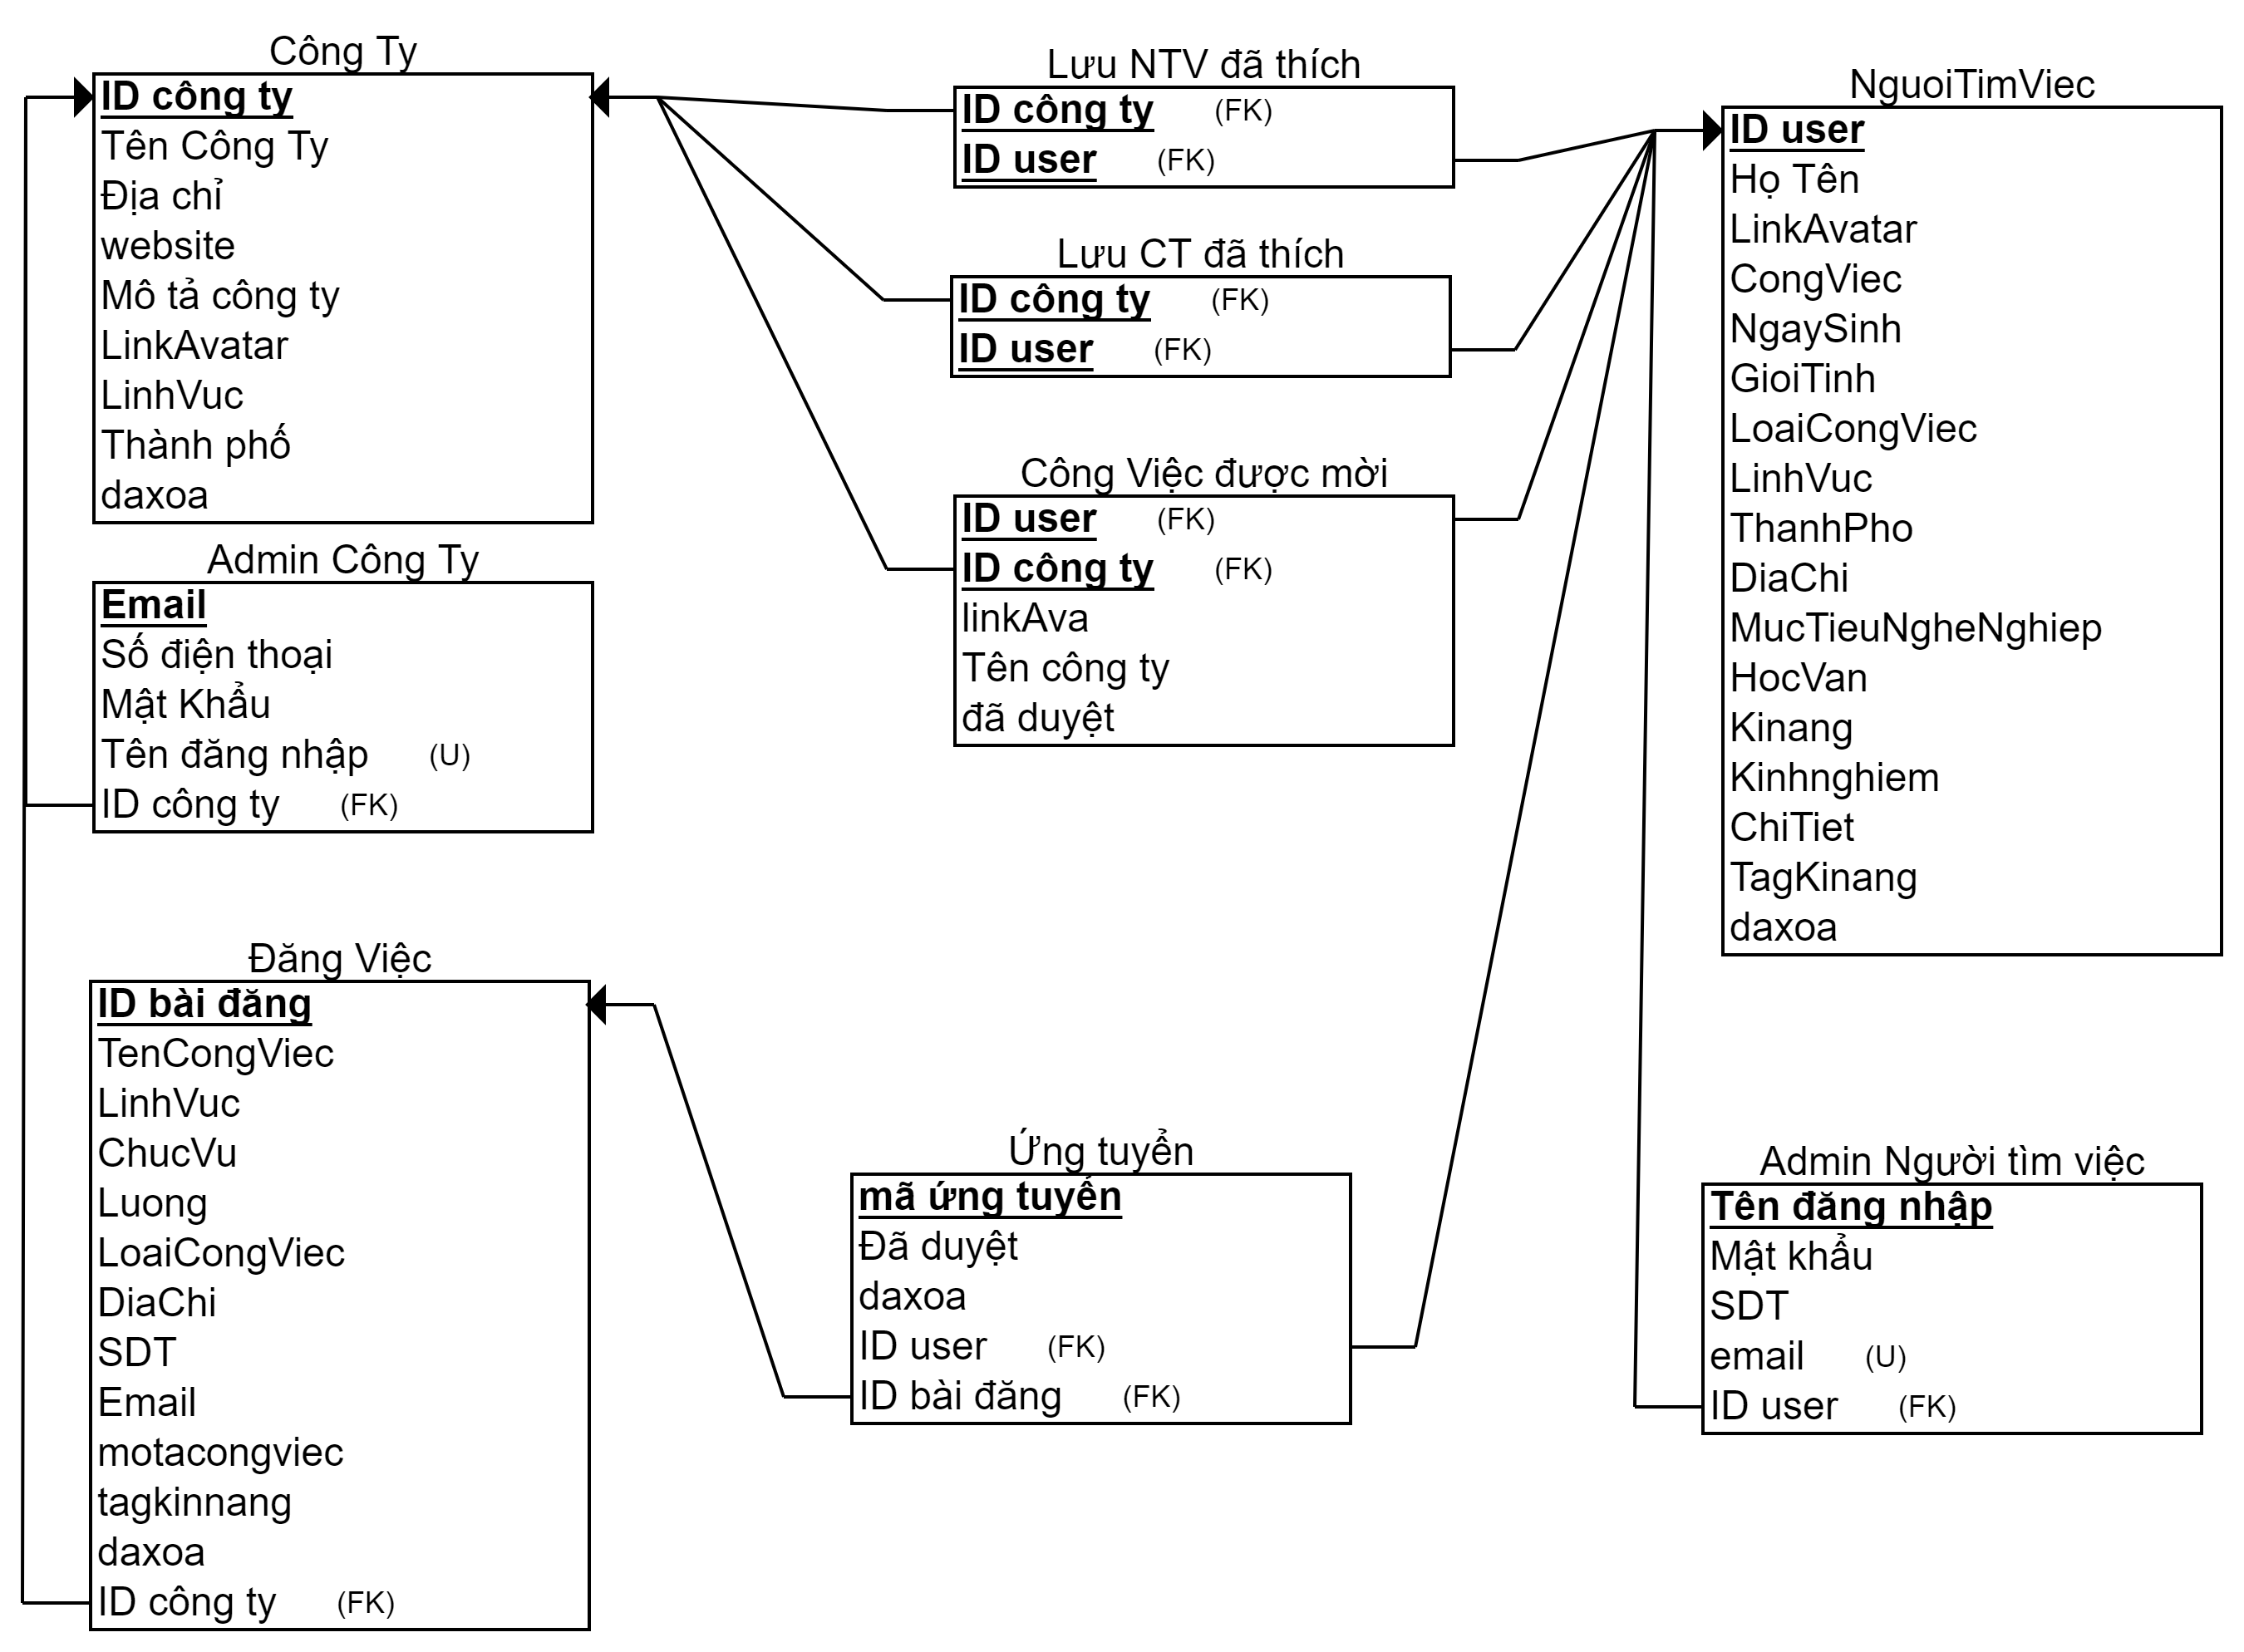 Công Ty
ID công ty
Tên Công Ty
Địa chỉ
website
Mô tả công ty
LinkAvatar
LinhVuc
Thành phố
daxoa
Admin Công Ty
Email
Số điện thoại
Mật Khẩu
Tên đăng nhập (U)
ID công ty (FK)
Đăng Việc
ID bài đăng
TenCongViec
LinhVuc
ChucVu
Luong
LoaiCongViec
DiaChi
SDT
Email
motacongviec
tagkinnang
daxoa
ID công ty (FK)
Lưu NTV đã thích
ID công ty (FK)
ID user (FK)
Lưu CT đã thích
ID công ty (FK)
ID user (FK)
Công Việc được mời
ID user (FK)
ID công ty (FK)
linkAva
Tên công ty
đã duyệt
Ứng tuyển
mã ứng tuyển
Đã duyệt
daxoa
ID user (FK)
ID bài đăng (FK)
NguoiTimViec
ID user
Họ Tên
LinkAvatar
CongViec
NgaySinh
GioiTinh
LoaiCongViec
LinhVuc
ThanhPho
DiaChi
MucTieuNgheNghiep
HocVan
Kinang
Kinhnghiem
ChiTiet
TagKinang
daxoa
Admin Người tìm việc
Tên đăng nhập
Mật khẩu
SDT
email (U)
ID user (FK)